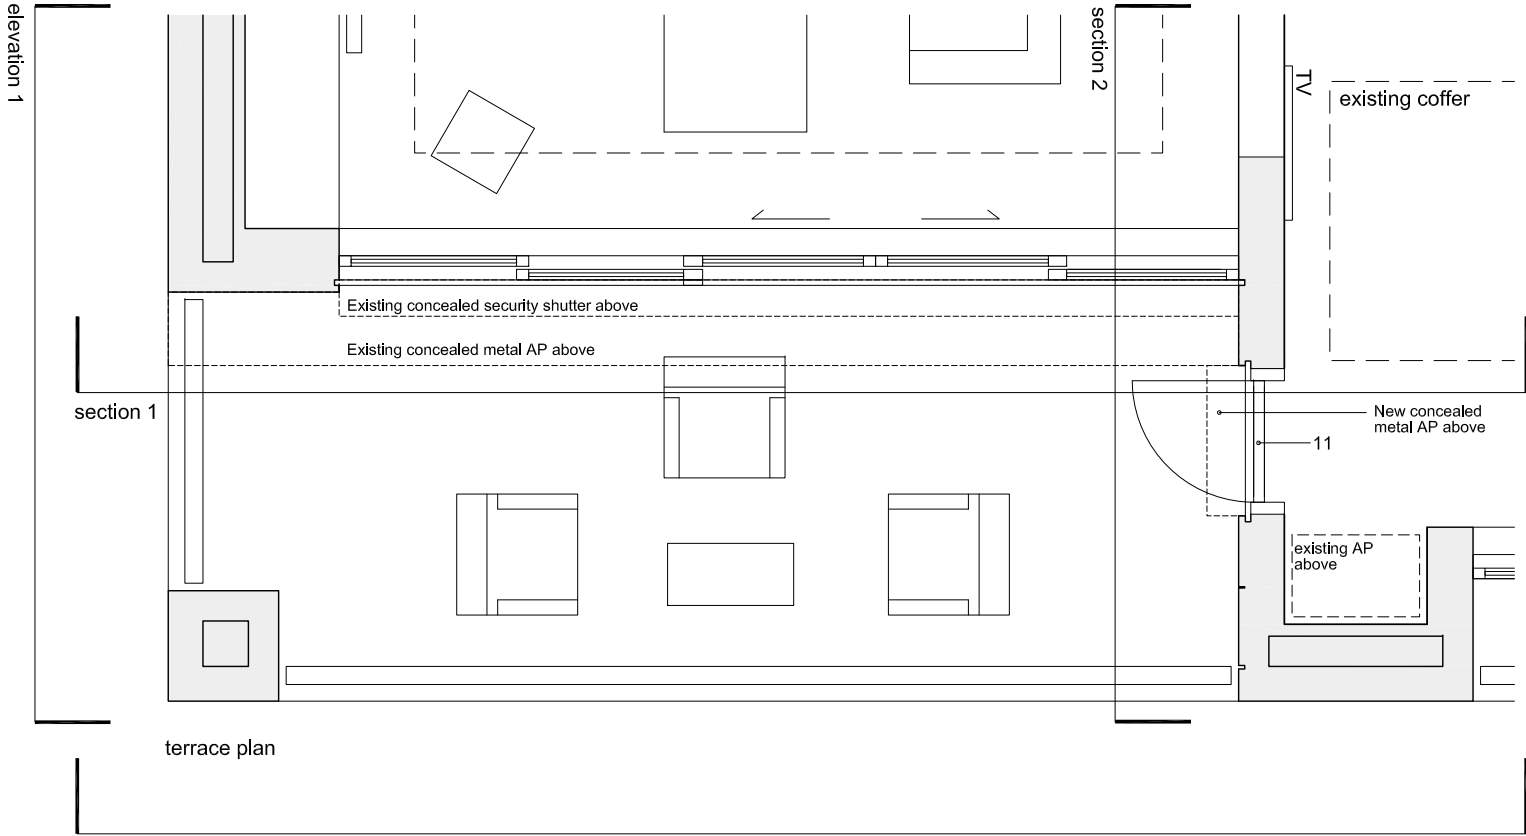 elevation 1
section 2
TV
existing coffer
Existing concealed security shutter above
Existing concealed metal AP above
section 1
New concealed
metal AP above
11
existing AP
above
terrace plan